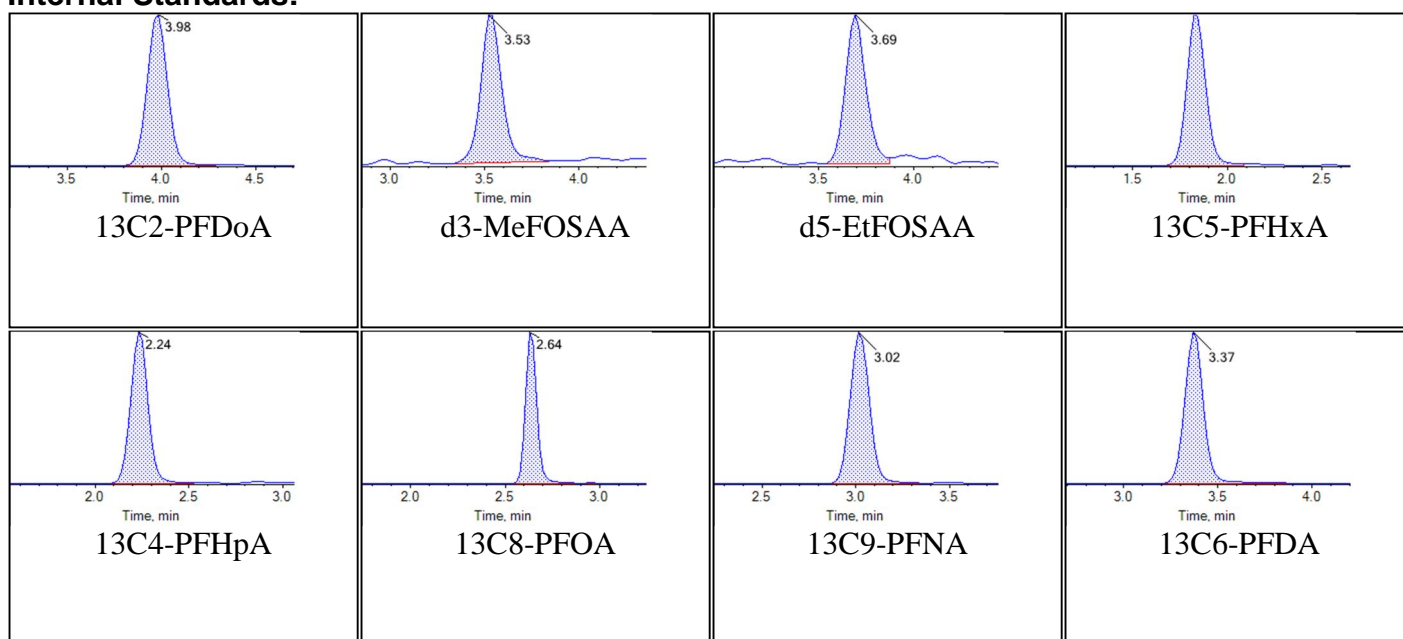 Internal Standards:
3.98
3.5 4.0 4.5
Time, min
13C2-PFDoA
3.53
3.0 3.5 4.0
Time, min
d3-MeFOSAA
3.69
3.5 4.0
Time, min
d5-EtFOSAA
1.5 2.0 2.5
Time, min
13C5-PFHxA
2.24
2.0 2.5 3.0
Time, min
13C4-PFHpA
2.64
2.0 2.5 3.0
Time, min
13C8-PFOA
3.02
2.5 3.0 3.5
Time, min
13C9-PFNA
3.37
3.0 3.5 4.0
Time, min
13C6-PFDA